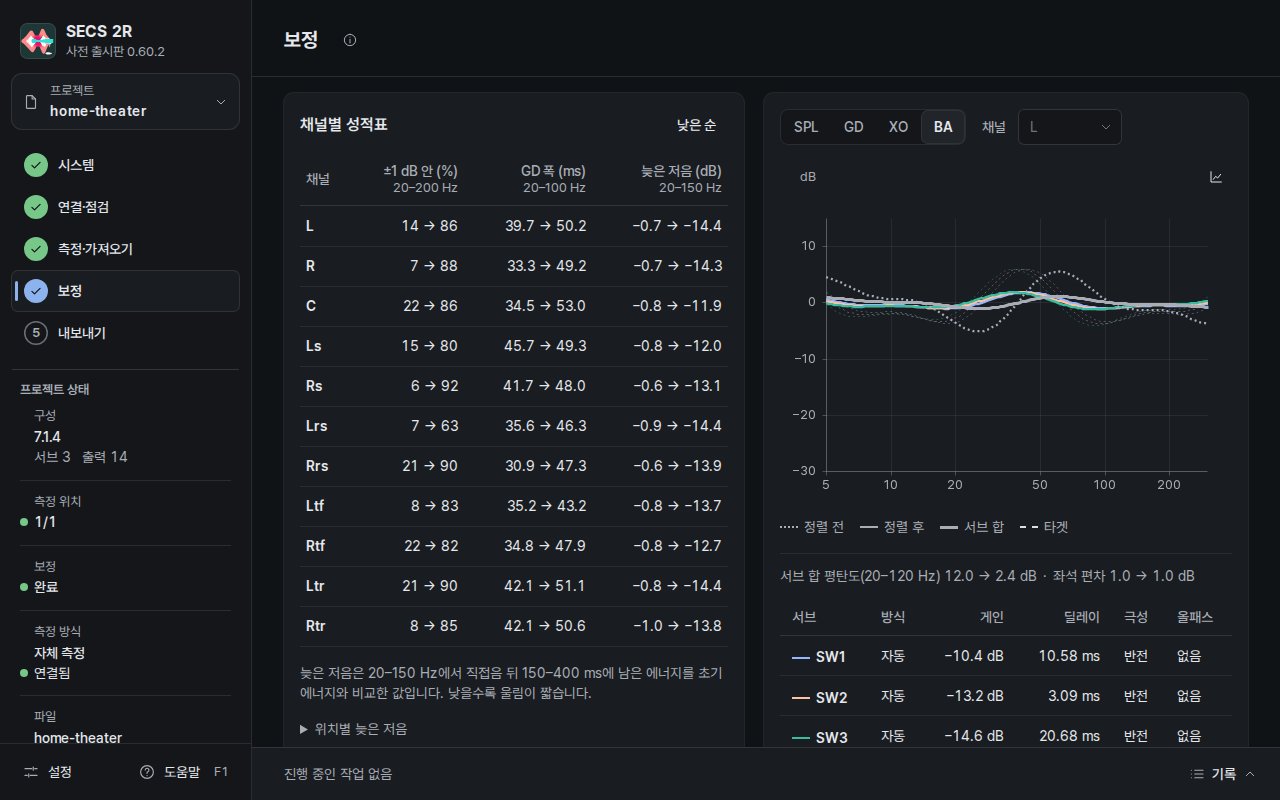 SECS 2R
사전 출시판 0.60.2
프로젝트
home-theater
시스템
연결·점검
측정·가져오기
보정
5 내보내기
프로젝트 상태
구성
7.1.4
서브 3 출력 14
측정 위치
1/1
보정
완료
측정 방식
자체 측정
연결됨
파일
home-theater
설정 도움말 F1
보정
채널별 성적표 낮은 순
채널 ±1 dB 안 (%) GD 폭 (ms) 늦은 저음 (dB)
20–200 Hz 20–100 Hz 20–150 Hz
L 14 → 86 39.7 → 50.2 −0.7 → −14.4
R 7 → 88 33.3 → 49.2 −0.7 → −14.3
C 22 → 86 34.5 → 53.0 −0.8 → −11.9
Ls 15 → 80 45.7 → 49.3 −0.8 → −12.0
Rs 6 → 92 41.7 → 48.0 −0.6 → −13.1
Lrs 7 → 63 35.6 → 46.3 −0.9 → −14.4
Rrs 21 → 90 30.9 → 47.3 −0.6 → −13.9
Ltf 8 → 83 35.2 → 43.2 −0.8 → −13.7
Rtf 22 → 82 34.8 → 47.9 −0.8 → −12.7
Ltr 21 → 90 42.1 → 51.1 −0.8 → −14.4
Rtr 8 → 85 42.1 → 50.6 −1.0 → −13.8
늦은 저음은 20–150 Hz에서 직접음 뒤 150–400 ms에 남은 에너지를 초기
에너지와 비교한 값입니다. 낮을수록 울림이 짧습니다.
▶ 위치별 늦은 저음
SPL GD XO BA 채널 L
dB
10
0
−10
−20
−30
5 10 20 50 100 200
정렬 전 정렬 후 서브 합 타겟
서브 합 평탄도(20–120 Hz) 12.0 → 2.4 dB · 좌석 편차 1.0 → 1.0 dB
서브 방식 게인 딜레이 극성 올패스
SW1 자동 −10.4 dB 10.58 ms 반전 없음
SW2 자동 −13.2 dB 3.09 ms 반전 없음
SW3 자동 −14.6 dB 20.68 ms 반전 없음
진행 중인 작업 없음 기록